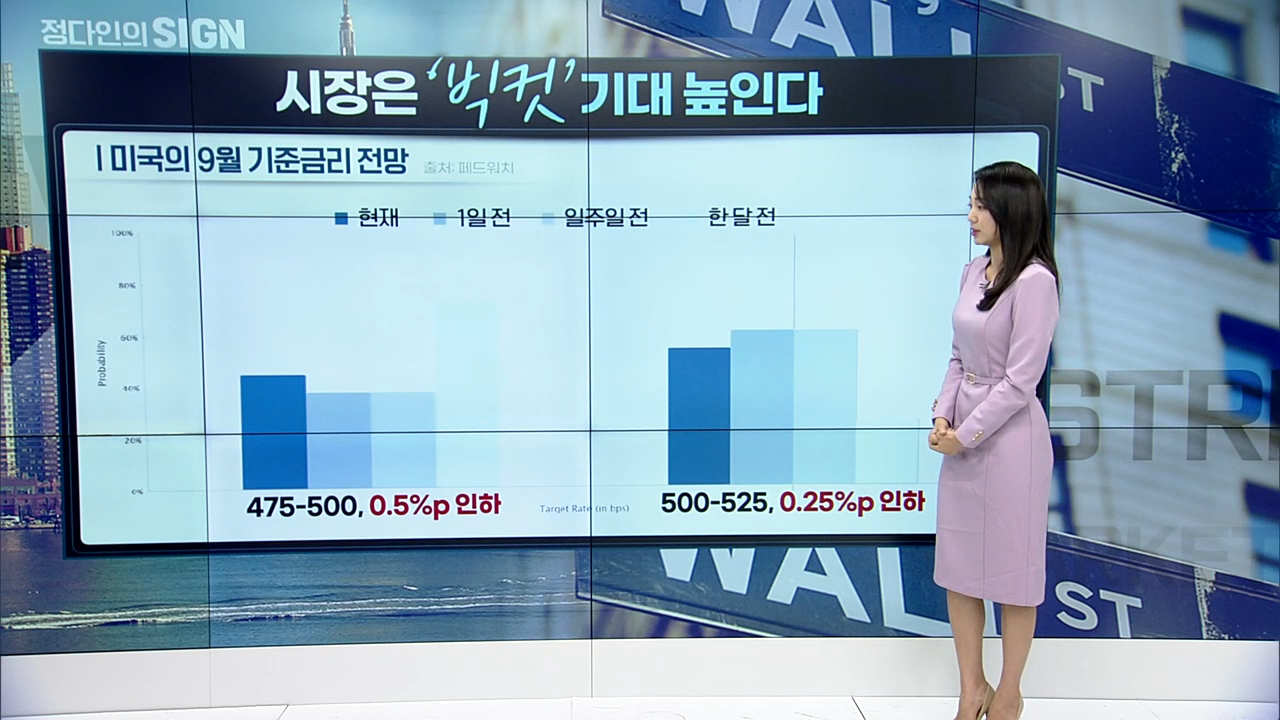 정다인의 SIGN
시장은 '빅컷' 기대 높인다
미국의 9월 기준금리 전망 출처: 페드워치
현재 1일 전 일주일 전 한 달 전
100%
80%
60%
40%
20%
0%
Probability
475-500, 0.5%p 인하
Target Rate (in bps)
500-525, 0.25%p 인하
WALL
ST
WALL ST